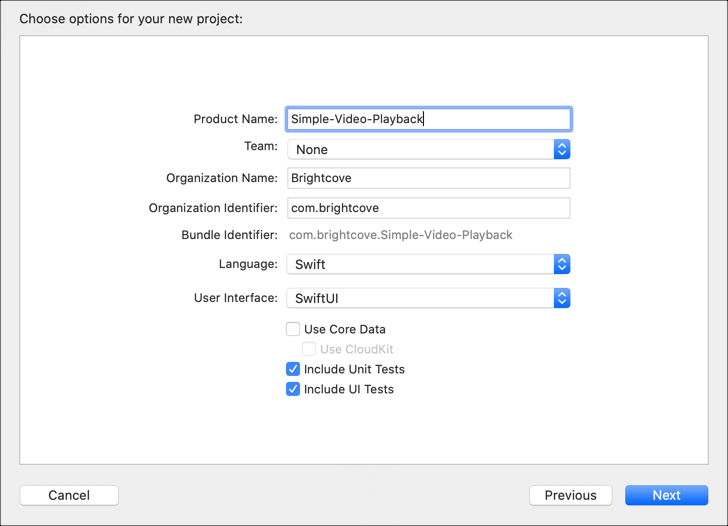 Choose options for your new project:
Product Name: Simple-Video-Playback
Team: None
Organization Name: Brightcove
Organization Identifier: com.brightcove
Bundle Identifier: com.brightcove.Simple-Video-Playback
Language: Swift
User Interface: SwiftUI
Use Core Data
Use CloudKit
Include Unit Tests
Include UI Tests
Cancel Previous Next